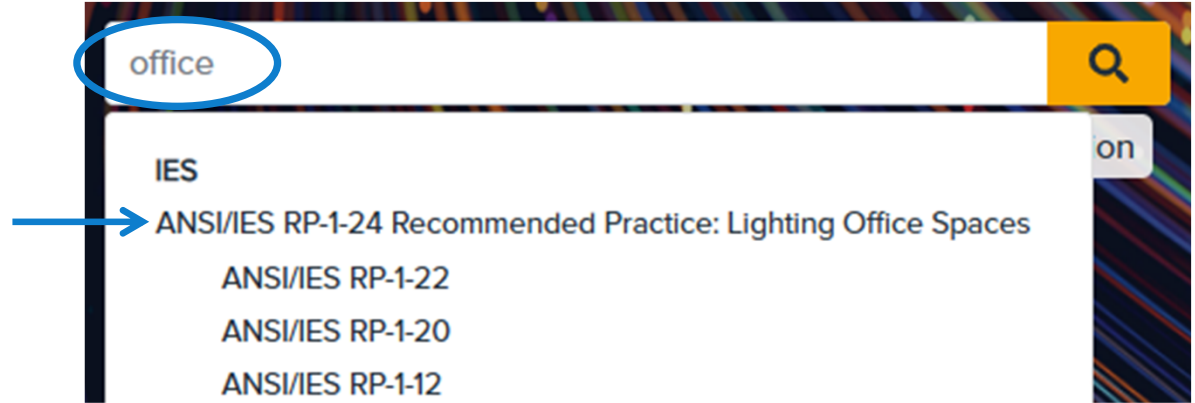 office
on
IES
ANSI/IES RP-1-24 Recommended Practice: Lighting Office Spaces
ANSI/IES RP-1-22
ANSI/IES RP-1-20
ANSI/IES RP-1-12